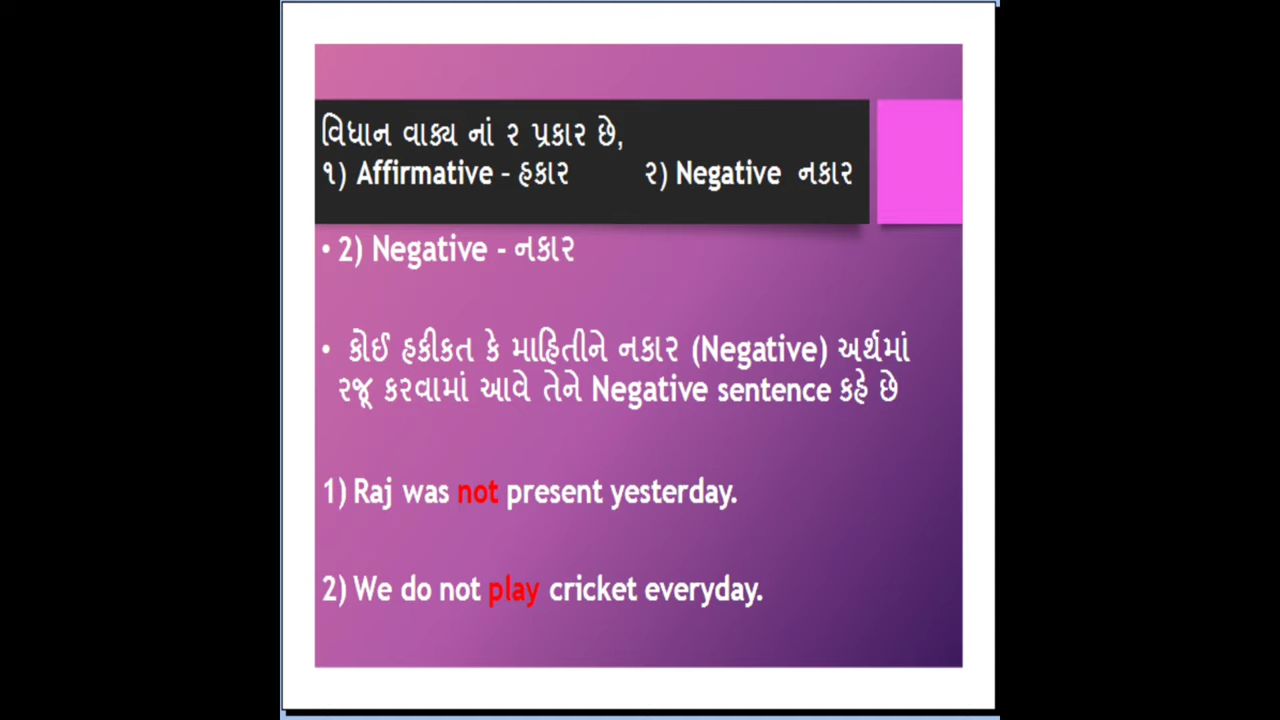 વિધાન વાક્ય નાં ૨ પ્રકાર છે,
૧) Affirmative – હકાર ૨) Negative નકાર
• 2) Negative - નકાર
• કોઈ હકીકત કે માહિતીને નકાર (Negative) અર્થમાં
રજૂ કરવામાં આવે તેને Negative sentence કહે છે
1) Raj was not present yesterday.
2) We do not play cricket everyday.